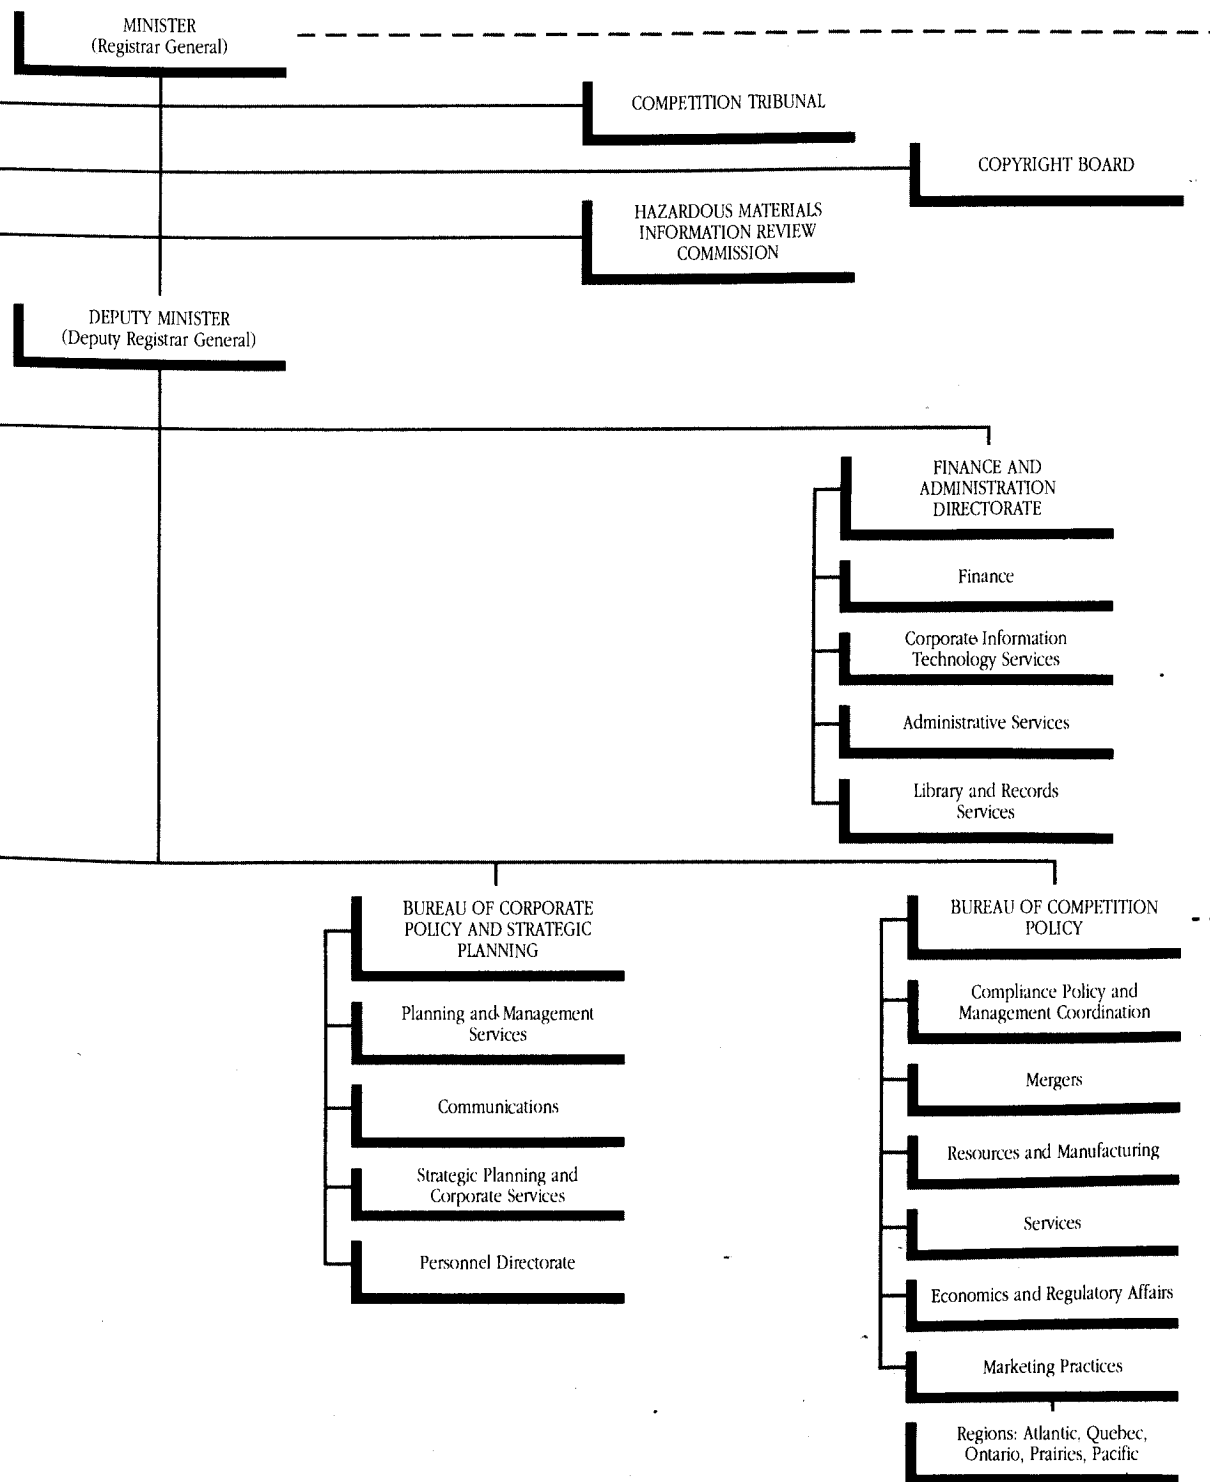 MINISTER
(Registrar General)
COMPETITION TRIBUNAL
COPYRIGHT BOARD
HAZARDOUS MATERIALS
INFORMATION REVIEW
COMMISSION
DEPUTY MINISTER
(Deputy Registrar General)
FINANCE AND
ADMINISTRATION
DIRECTORATE
Finance
Corporate Information
Technology Services
Administrative Services
Library and Records
Services
BUREAU OF CORPORATE
POLICY AND STRATEGIC
PLANNING
Planning and Management
Services
Communications
Strategic Planning and
Corporate Services
Personnel Directorate
BUREAU OF COMPETITION
POLICY
Compliance Policy and
Management Coordination
Mergers
Resources and Manufacturing
Services
Economics and Regulatory Affairs
Marketing Practices
Regions: Atlantic, Quebec,
Ontario, Prairies, Pacific